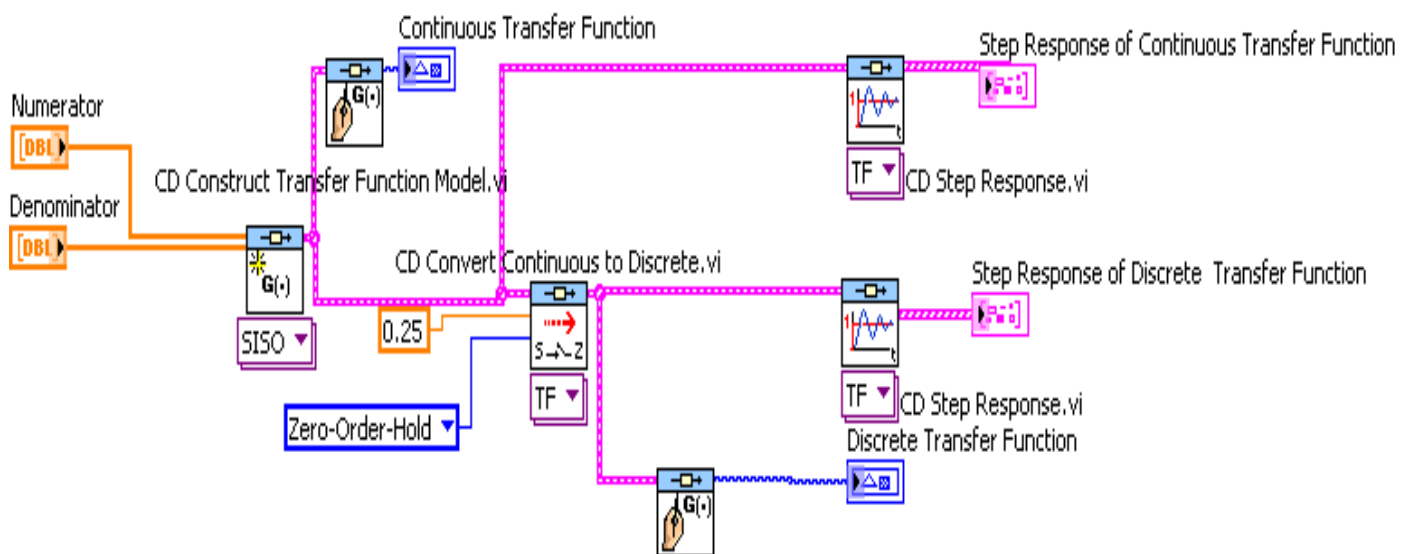 Continuous Transfer Function
Step Response of Continuous Transfer Function
G(·)
Numerator
[DBL]
1
t
CD Construct Transfer Function Model.vi
TF
CD Step Response.vi
Denominator
[DBL]
G(·)
CD Convert Continuous to Discrete.vi
Step Response of Discrete  Transfer Function
SISO
0.25
S Z
1
t
TF
TF
CD Step Response.vi
Zero-Order-Hold
Discrete Transfer Function
G(·)